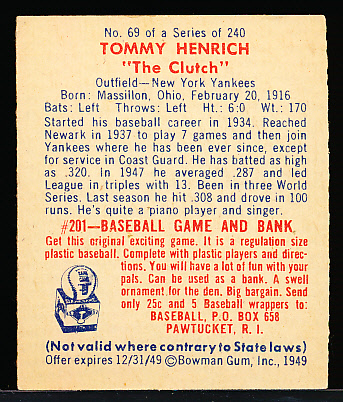 No. 69 of a Series of 240
TOMMY HENRICH
"The Clutch"
Outfield—New York Yankees
Born: Massillon, Ohio, February 20, 1916
Bats: Left Throws: Left Ht.: 6:0 Wt.: 170
Started his baseball career in 1934. Reached
Newark in 1937 to play 7 games and then join
Yankees where he has been ever since, except
for service in Coast Guard. He has batted as high
as .320. In 1947 he averaged .287 and led
League in triples with 13. Been in three World
Series. Last season he hit .308 and drove in 100
runs. He's quite a piano player and singer.
#201—BASEBALL GAME AND BANK
Get this original exciting game. It is a regulation size
plastic baseball. Complete with plastic players and direc-
tions. You will have a lot of fun with your
pals. Can be used as a bank. A swell
ornament for the den. Big bargain. Send
only 25c and 5 Baseball wrappers to:
BASEBALL, P.O. BOX 658
PAWTUCKET, R. I.
(Not valid where contrary to State laws)
Offer expires 12/31/49 ©Bowman Gum, Inc., 1949